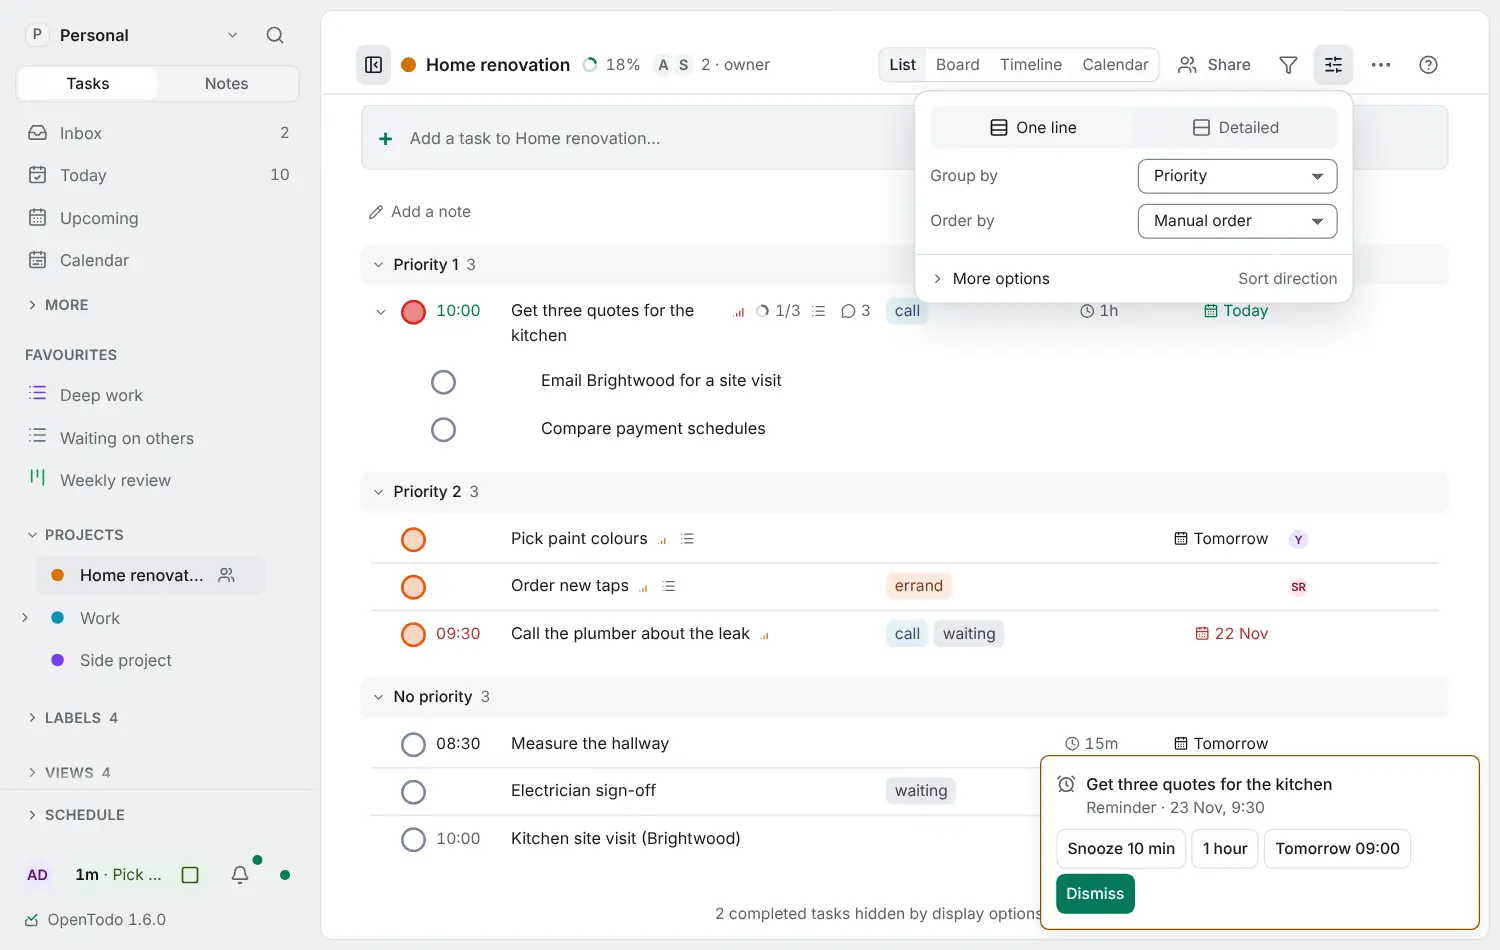 P Personal
Tasks Notes
Inbox 2
Today 10
Upcoming
Calendar
MORE
FAVOURITES
Deep work
Waiting on others
Weekly review
PROJECTS
Home renovat...
Work
Side project
LABELS 4
VIEWS 4
SCHEDULE
AD 1m · Pick ...
OpenTodo 1.6.0
Home renovation 18% A S 2 · owner
List Board Timeline Calendar Share
Add a task to Home renovation...
Add a note
One line Detailed
Group by Priority
Order by Manual order
More options Sort direction
Priority 1 3
10:00 Get three quotes for the kitchen 1/3 3 call 1h Today
Email Brightwood for a site visit
Compare payment schedules
Priority 2 3
Pick paint colours Tomorrow Y
Order new taps errand SR
09:30 Call the plumber about the leak call waiting 22 Nov
No priority 3
08:30 Measure the hallway 15m Tomorrow
Electrician sign-off waiting
10:00 Kitchen site visit (Brightwood)
2 completed tasks hidden by display options
Get three quotes for the kitchen
Reminder · 23 Nov, 9:30
Snooze 10 min 1 hour Tomorrow 09:00
Dismiss